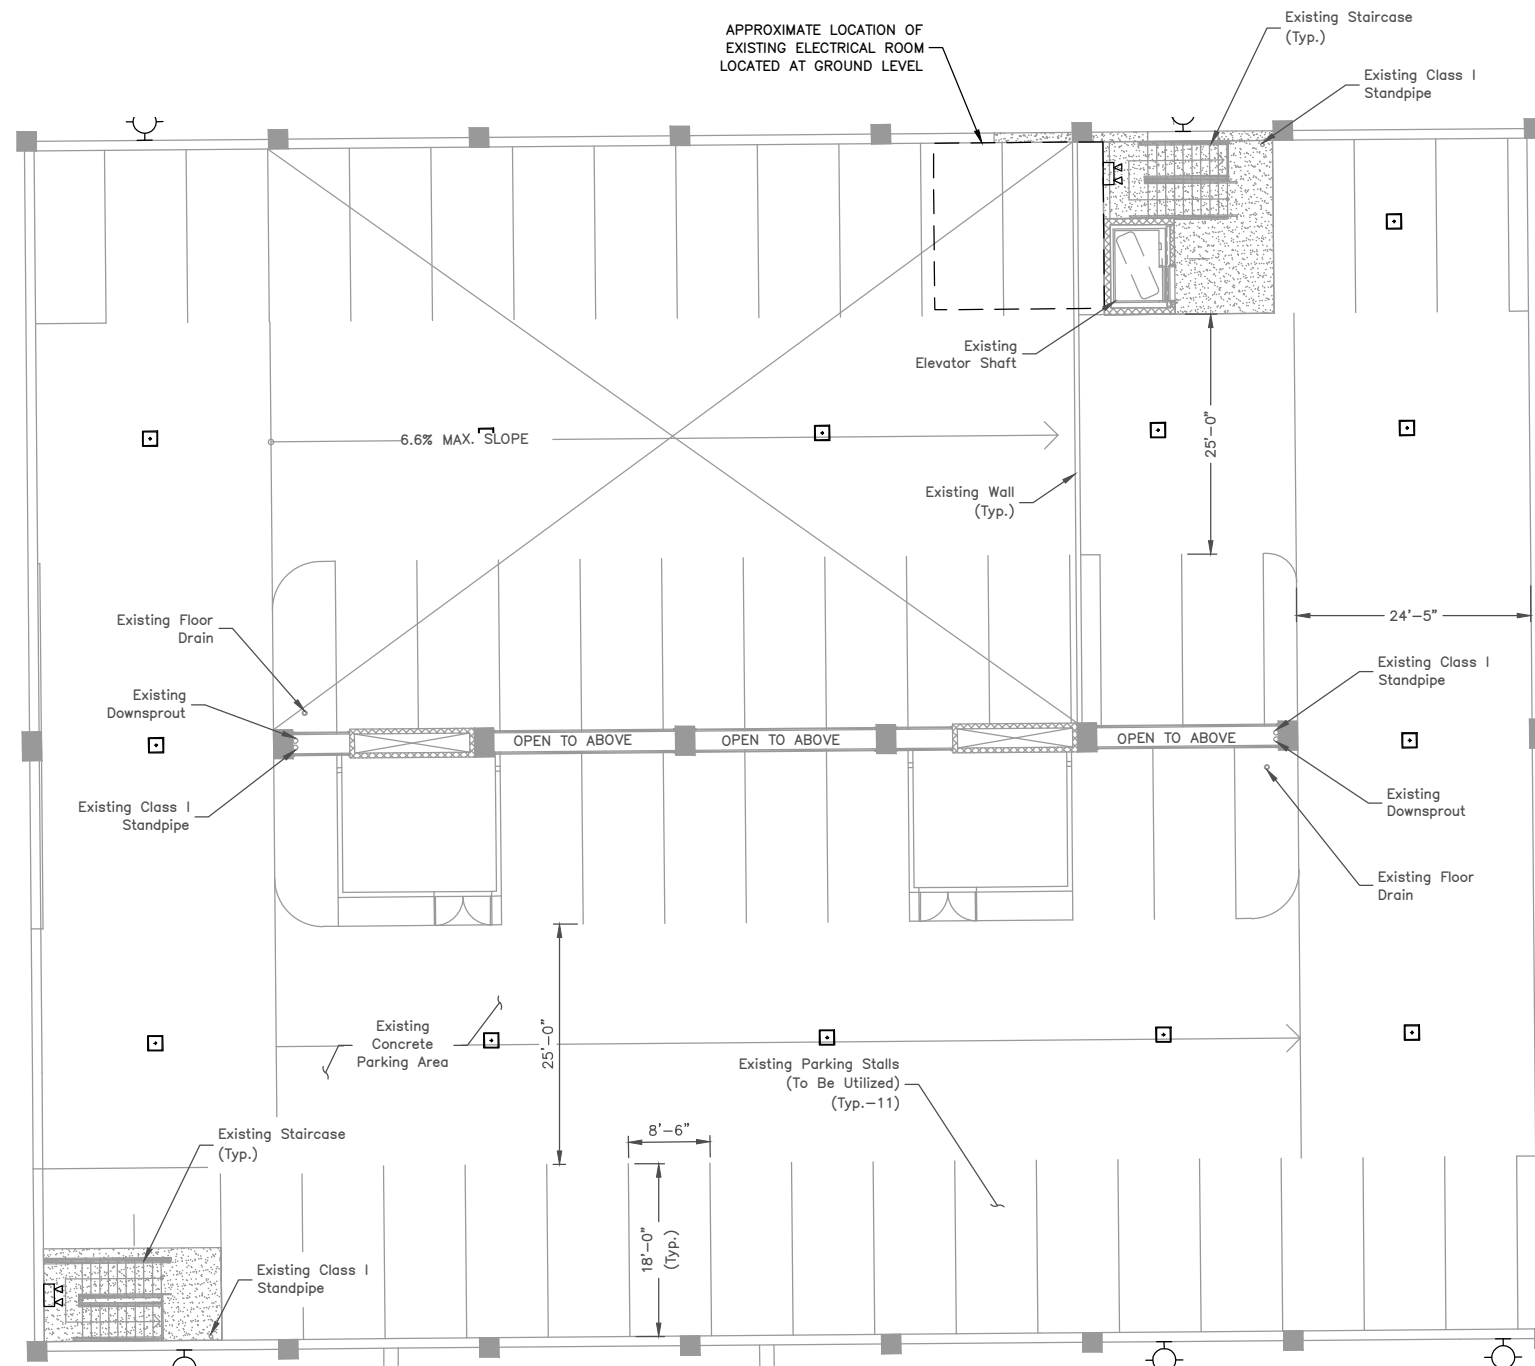 Existing Staircase
(Typ.)
APPROXIMATE LOCATION OF
EXISTING ELECTRICAL ROOM
LOCATED AT GROUND LEVEL
Existing Class I
Standpipe
Existing
Elevator Shaft
25'-0"
6.6% MAX. SLOPE
Existing Wall
(Typ.)
Existing Floor
Drain
24'-5"
Existing Class I
Standpipe
Existing
Downsprout
OPEN TO ABOVE
OPEN TO ABOVE
OPEN TO ABOVE
Existing Class I
Standpipe
Existing
Downsprout
Existing Floor
Drain
Existing
Concrete
Parking Area
25'-0"
Existing Parking Stalls
(To Be Utilized)
(Typ.-11)
8'-6"
Existing Staircase
(Typ.)
18'-0"
(Typ.)
Existing Class I
Standpipe